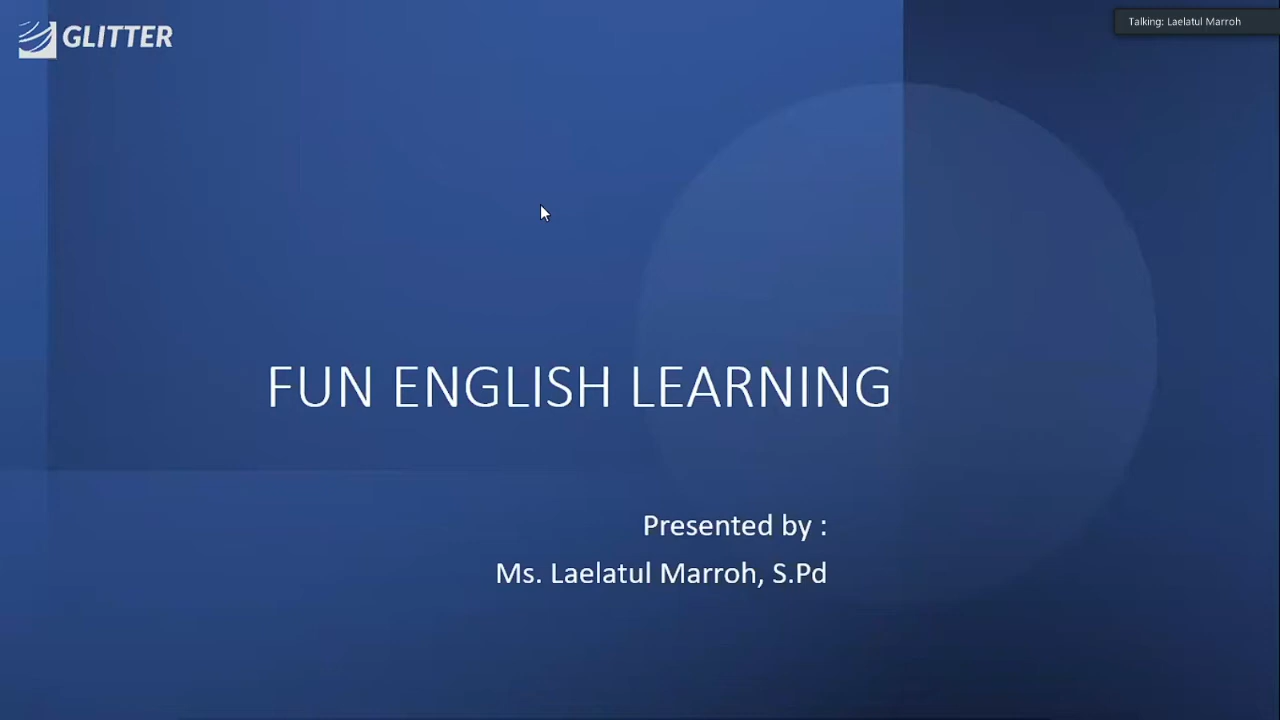 GLITTER
Talking: Laelatul Marroh
FUN ENGLISH LEARNING
Presented by :
Ms. Laelatul Marroh, S.Pd